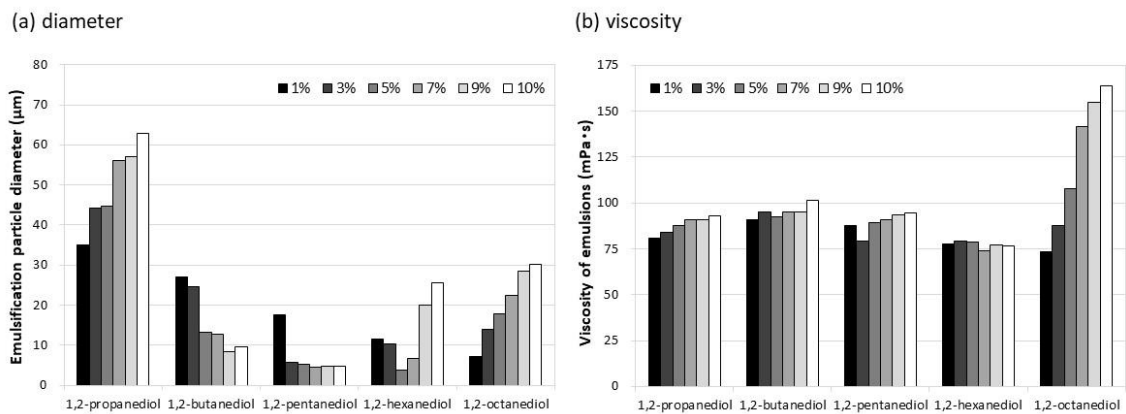 (a) diameter
Emulsification particle diameter (μm)
80
70
60
50
40
30
20
10
0
1% 3% 5% 7% 9% 10%
1,2-propanediol 1,2-butanediol 1,2-pentanediol 1,2-hexanediol 1,2-octanediol
(b) viscosity
Viscosity of emulsions (mPa・s)
175
150
125
100
75
50
25
0
1% 3% 5% 7% 9% 10%
1,2-propanediol 1,2-butanediol 1,2-pentanediol 1,2-hexanediol 1,2-octanediol